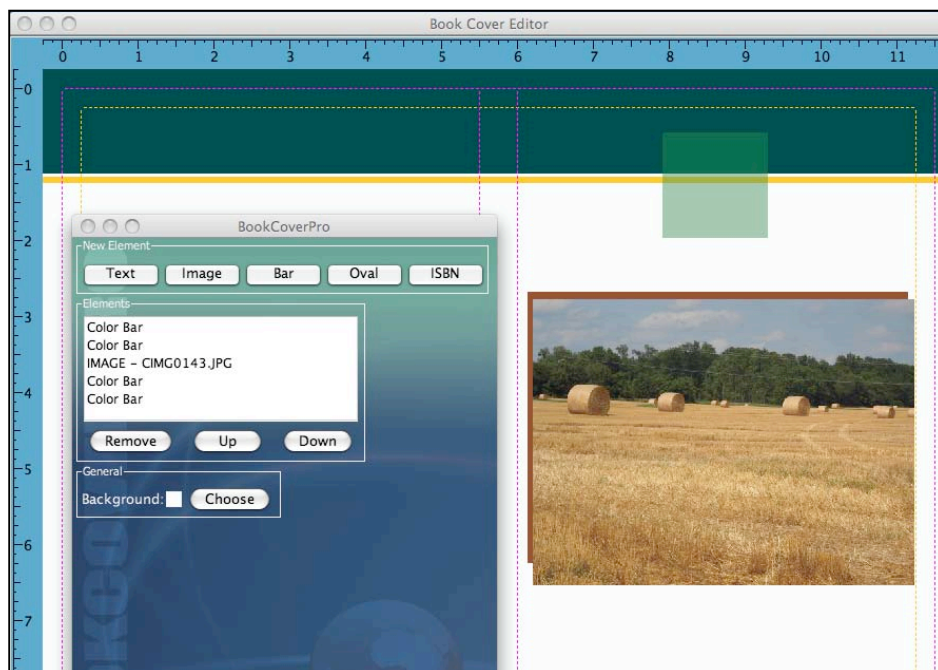 Book Cover Editor
0 1 2 3 4 5 6 7 8 9 10 11
0
1
2
3
4
5
6
7
BookCoverPro
New Element
Text Image Bar Oval ISBN
Elements
Color Bar
Color Bar
IMAGE - CIMG0143.JPG
Color Bar
Color Bar
Remove Up Down
General
Background: Choose